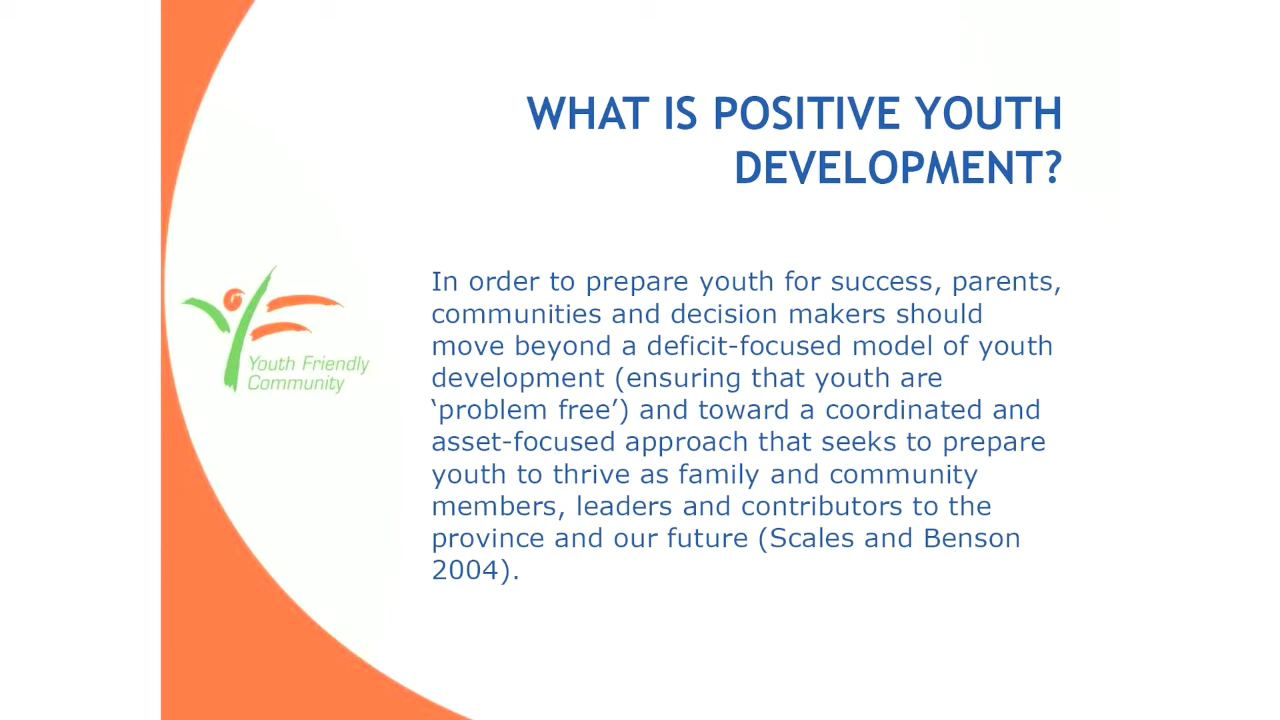 WHAT IS POSITIVE YOUTH
DEVELOPMENT?
In order to prepare youth for success, parents,
communities and decision makers should
move beyond a deficit-focused model of youth
development (ensuring that youth are
‘problem free’) and toward a coordinated and
asset-focused approach that seeks to prepare
youth to thrive as family and community
members, leaders and contributors to the
province and our future (Scales and Benson
2004).
Youth Friendly
Community